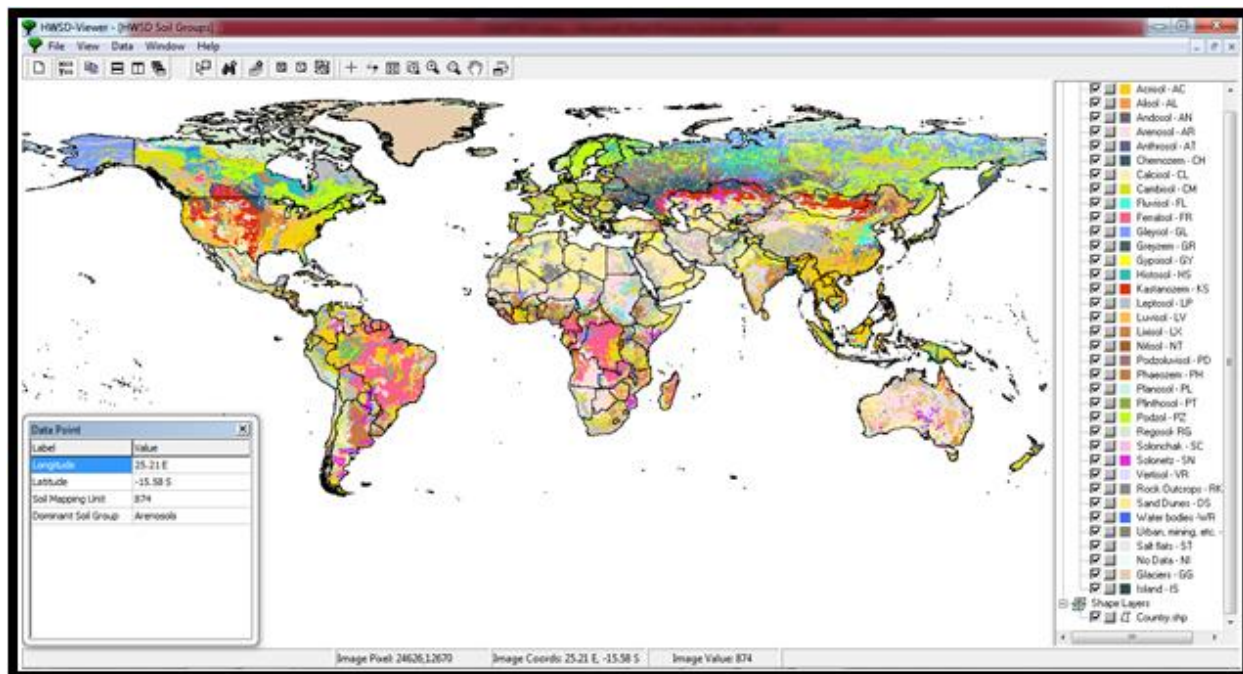 HWSD-Viewer - [HWSD Soil Groups]
File View Data Window Help
Acrisol - AC
Alisol - AL
Andosol - AN
Arenosol - AR
Anthrosol - AT
Chernozem - CH
Calcisol - CL
Cambisol - CM
Fluvisol - FL
Ferralsol - FR
Gleysol - GL
Greyzem - GR
Gypsisol - GY
Histosol - HS
Kastanozem - KS
Leptosol - LP
Luvisol - LV
Lixisol - LX
Nitisol - NT
Podzoluvisol - PD
Phaeozem - PH
Planosol - PL
Plinthosol - PT
Podzol - PZ
Regosol- RG
Solonchak - SC
Solonetz - SN
Vertisol - VR
Rock Outcrops - RK
Sand Dunes - DS
Water bodies -WR
Urban, mining, etc. -
Salt flats - ST
No Data - NI
Glaciers - GG
Island - IS
Shape Layers
Country.shp
Data Point
Label Value
Longitude 25.21 E
Latitude -15.58 S
Soil Mapping Unit 874
Dominant Soil Group Arenosols
Image Pixel: 24626,12670 Image Coords: 25.21 E, -15.58 S Image Value: 874